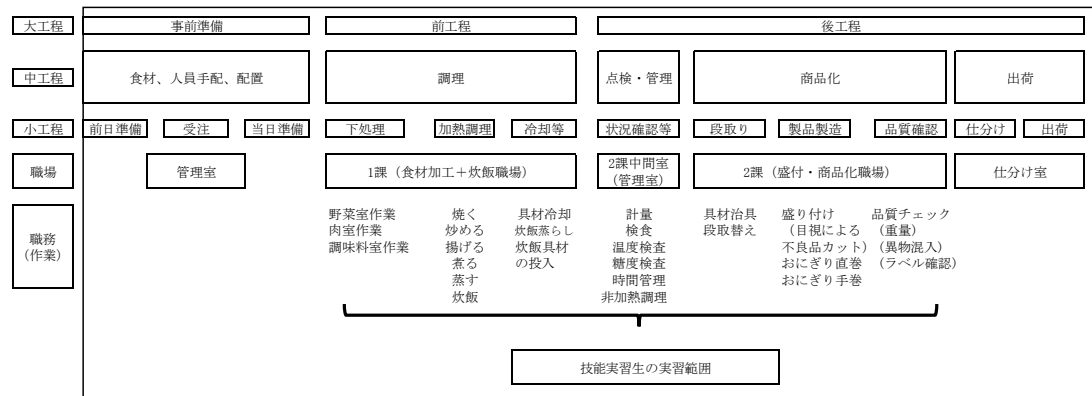 大工程
事前準備
前工程
後工程
中工程
食材、人員手配、配置
調理
点検・管理
商品化
出荷
小工程
前日準備
受注
当日準備
下処理
加熱調理
冷却等
状況確認等
段取り
製品製造
品質確認
仕分け
出荷
職場
管理室
1課（食材加工＋炊飯職場）
2課中間室
(管理室)
2課（盛付・商品化職場）
仕分け室
職務
(作業)
野菜室作業
肉室作業
調味料室作業
焼く
炒める
揚げる
煮る
蒸す
炊飯
具材冷却
炊飯蒸らし
炊飯具材
の投入
計量
検食
温度検査
糖度検査
時間管理
非加熱調理
具材治具
段取替え
盛り付け
（目視による
不良品カット）
おにぎり直巻
おにぎり手巻
品質チェック
（重量）
（異物混入）
（ラベル確認）
技能実習生の実習範囲